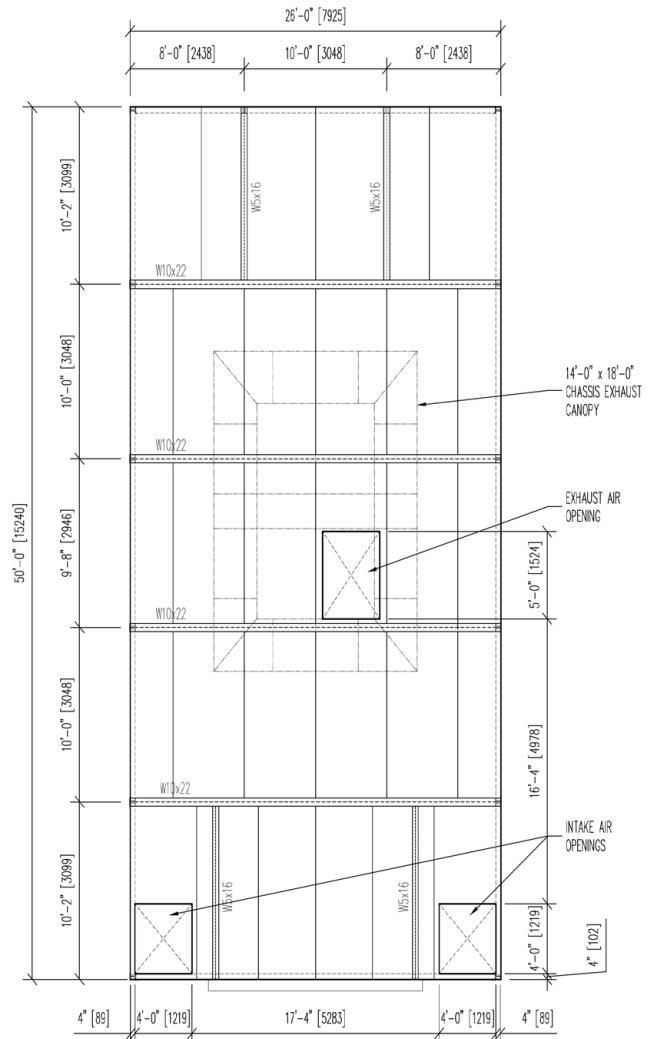 26'-0" [7925]
8'-0" [2438]
10'-0" [3048]
8'-0" [2438]
10'-2" [3099]
W5x16
W5x16
W10x22
10'-0" [3048]
14'-0" x 18'-0"
CHASSIS EXHAUST
CANOPY
W10x22
50'-0" [15240]
9'-8" [2946]
EXHAUST AIR
OPENING
5'-0" [1524]
W10x22
10'-0" [3048]
16'-4" [4978]
W10x22
INTAKE AIR
OPENINGS
10'-2" [3099]
W5x16
W5x16
4'-0" [1219]
4" [102]
4" [89]
4'-0" [1219]
17'-4" [5283]
4'-0" [1219]
4" [89]